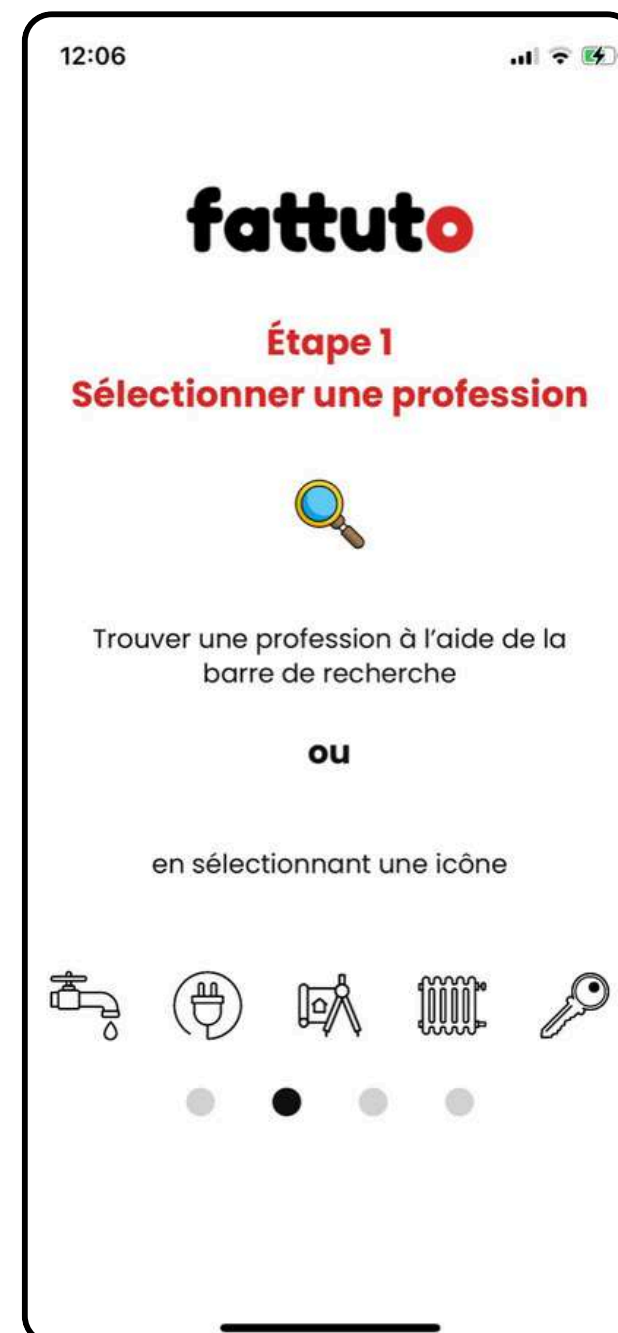 12:06
fattuto
Étape 1
Sélectionner une profession
Trouver une profession à l’aide de la
barre de recherche
ou
en sélectionnant une icône